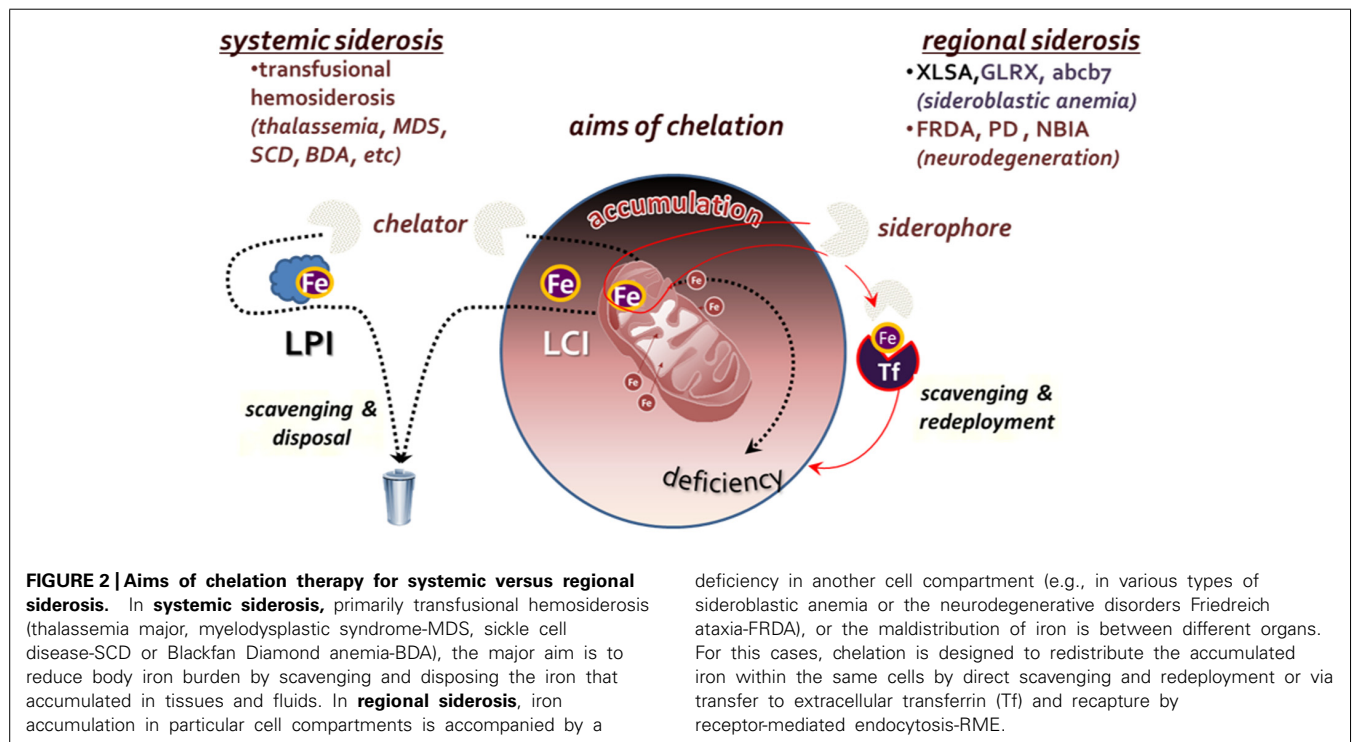 systemic siderosis
•transfusional
hemosiderosis
(thalassemia, MDS,
SCD, BDA, etc)
regional siderosis
•XLSA,GLRX, abcb7
(sideroblastic anemia)
•FRDA, PD , NBIA
(neurodegeneration)
aims of chelation
accumulation
chelator
siderophore
Fe
LPI
Fe
LCI
Fe
Fe
Fe
Fe
Fe
Fe
Tf
scavenging &
disposal
scavenging &
redeployment
deficiency
FIGURE 2 | Aims of chelation therapy for systemic versus regional
siderosis. In systemic siderosis, primarily transfusional hemosiderosis
(thalassemia major, myelodysplastic syndrome-MDS, sickle cell
disease-SCD or Blackfan Diamond anemia-BDA), the major aim is to
reduce body iron burden by scavenging and disposing the iron that
accumulated in tissues and fluids. In regional siderosis, iron
accumulation in particular cell compartments is accompanied by a
deficiency in another cell compartment (e.g., in various types of
sideroblastic anemia or the neurodegenerative disorders Friedreich
ataxia-FRDA), or the maldistribution of iron is between different organs.
For this cases, chelation is designed to redistribute the accumulated
iron within the same cells by direct scavenging and redeployment or via
transfer to extracellular transferrin (Tf) and recapture by
receptor-mediated endocytosis-RME.